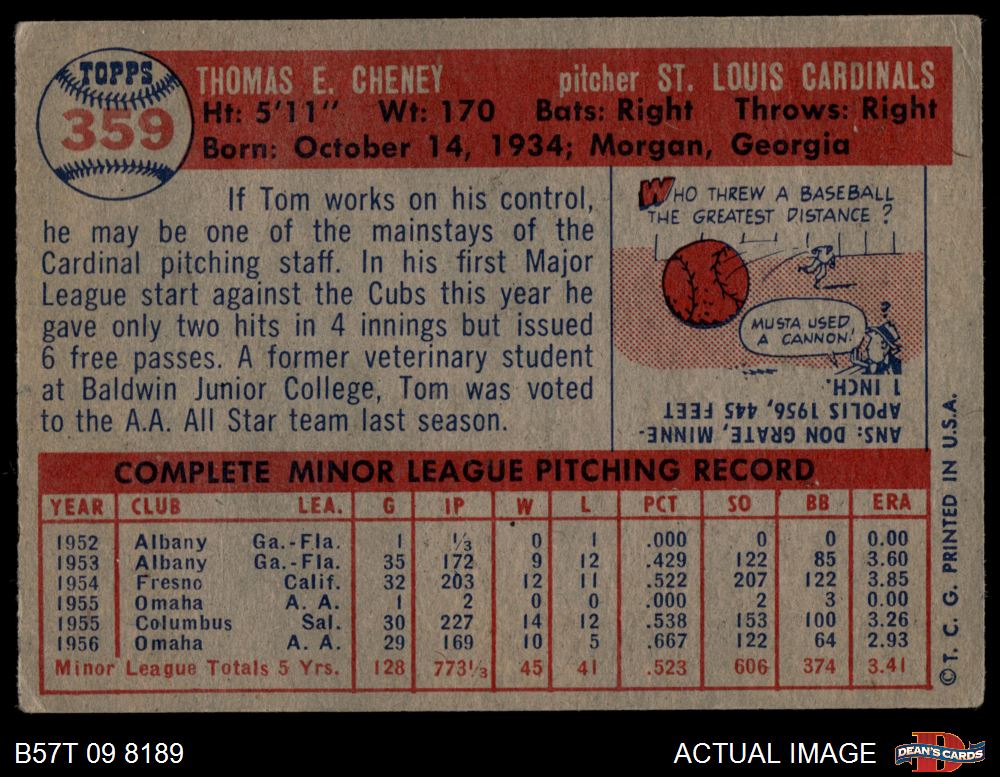 TOPPS
359
THOMAS E. CHENEY pitcher ST. LOUIS CARDINALS
Ht: 5'11" Wt: 170 Bats: Right Throws: Right
Born: October 14, 1934; Morgan, Georgia
If Tom works on his control,
he may be one of the mainstays of the
Cardinal pitching staff. In his first Major
League start against the Cubs this year he
gave only two hits in 4 innings but issued
6 free passes. A former veterinary student
at Baldwin Junior College, Tom was voted
to the A.A. All Star team last season.
WHO THREW A BASEBALL
THE GREATEST DISTANCE?
MUSTA USED
A CANNON!
?
ANS: DON GRATE, MINNE-
APOLIS 1956, 445 FEET
1 INCH.
COMPLETE MINOR LEAGUE PITCHING RECORD
YEAR CLUB LEA. G IP W L PCT SO BB ERA
1952 Albany Ga.-Fla. 1 ⅓ 0 1 .000 0 0 0.00
1953 Albany Ga.-Fla. 35 172 9 12 .429 122 85 3.60
1954 Fresno Calif. 32 203 12 11 .522 207 122 3.85
1955 Omaha A. A. 1 2 0 0 .000 2 3 0.00
1955 Columbus Sal. 30 227 14 12 .538 153 100 3.26
1956 Omaha A. A. 29 169 10 5 .667 122 64 2.93
Minor League Totals 5 Yrs. 128 773⅓ 45 41 .523 606 374 3.41
© T. C. G. PRINTED IN U.S.A.
B57T 09 8189
ACTUAL IMAGE
D
DEAN'S CARDS